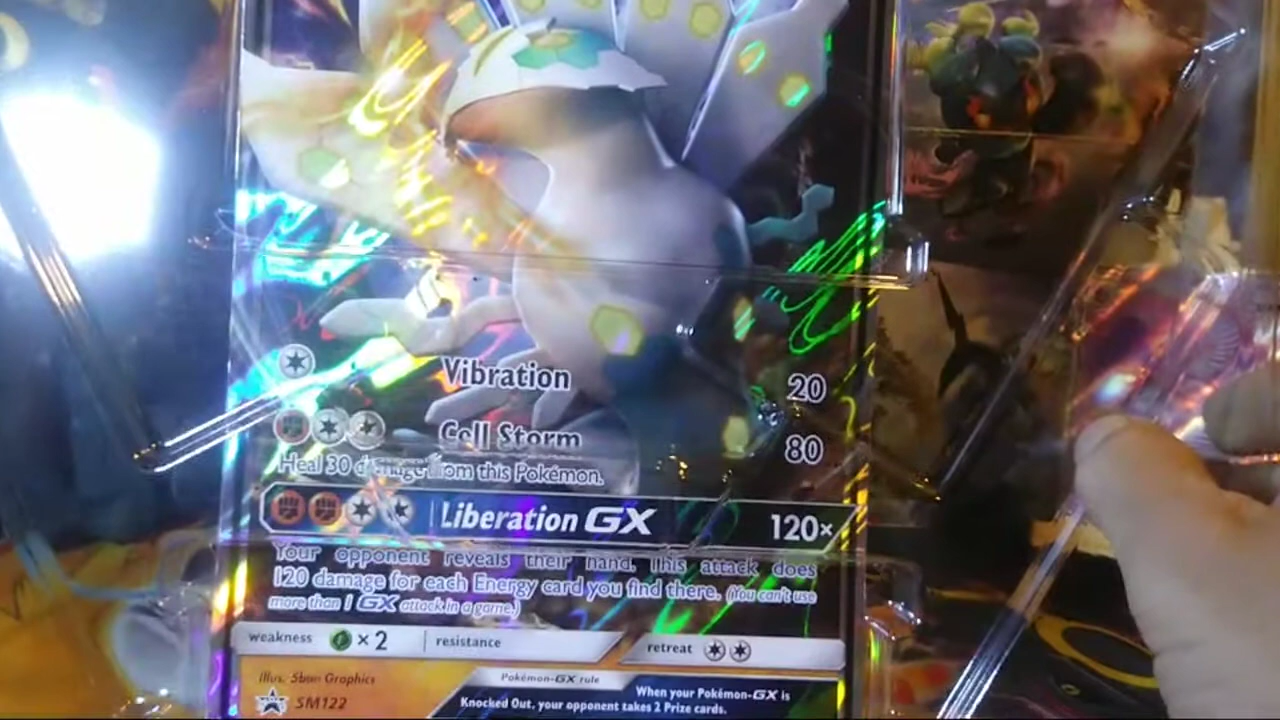 Vibration 20
Cell Storm 80
Heal 30 damage from this Pokémon.
Liberation GX 120×
Your opponent reveals their hand. This attack does
120 damage for each Energy card you find there. (You can't use
more than 1 GX attack in a game.)
weakness ×2 resistance retreat
Illus. 5ban Graphics
Pokémon-GX rule
SM122
When your Pokémon-GX is
Knocked Out, your opponent takes 2 Prize cards.